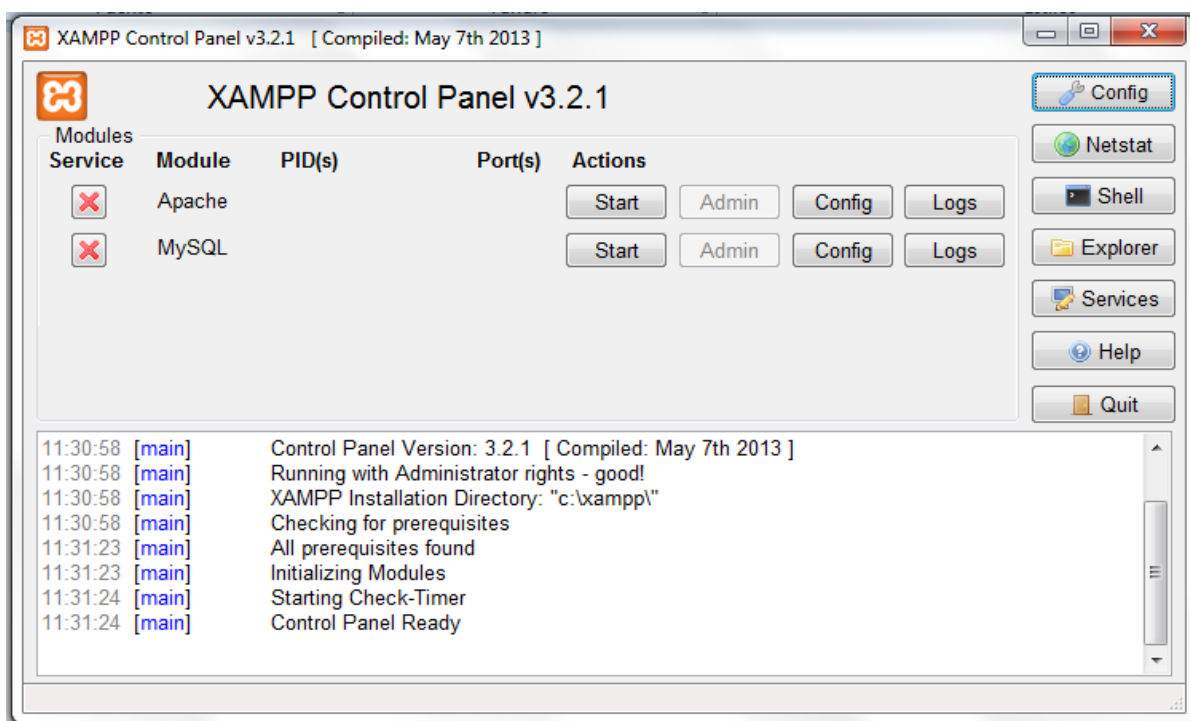 XAMPP Control Panel v3.2.1 [ Compiled: May 7th 2013 ]
XAMPP Control Panel v3.2.1
Config
Modules
Netstat
Service Module PID(s) Port(s) Actions
Apache Start Admin Config Logs
Shell
MySQL Start Admin Config Logs
Explorer
Services
Help
Quit
11:30:58 [main] Control Panel Version: 3.2.1 [ Compiled: May 7th 2013 ]
11:30:58 [main] Running with Administrator rights - good!
11:30:58 [main] XAMPP Installation Directory: "c:\xampp\"
11:30:58 [main] Checking for prerequisites
11:31:23 [main] All prerequisites found
11:31:23 [main] Initializing Modules
11:31:24 [main] Starting Check-Timer
11:31:24 [main] Control Panel Ready